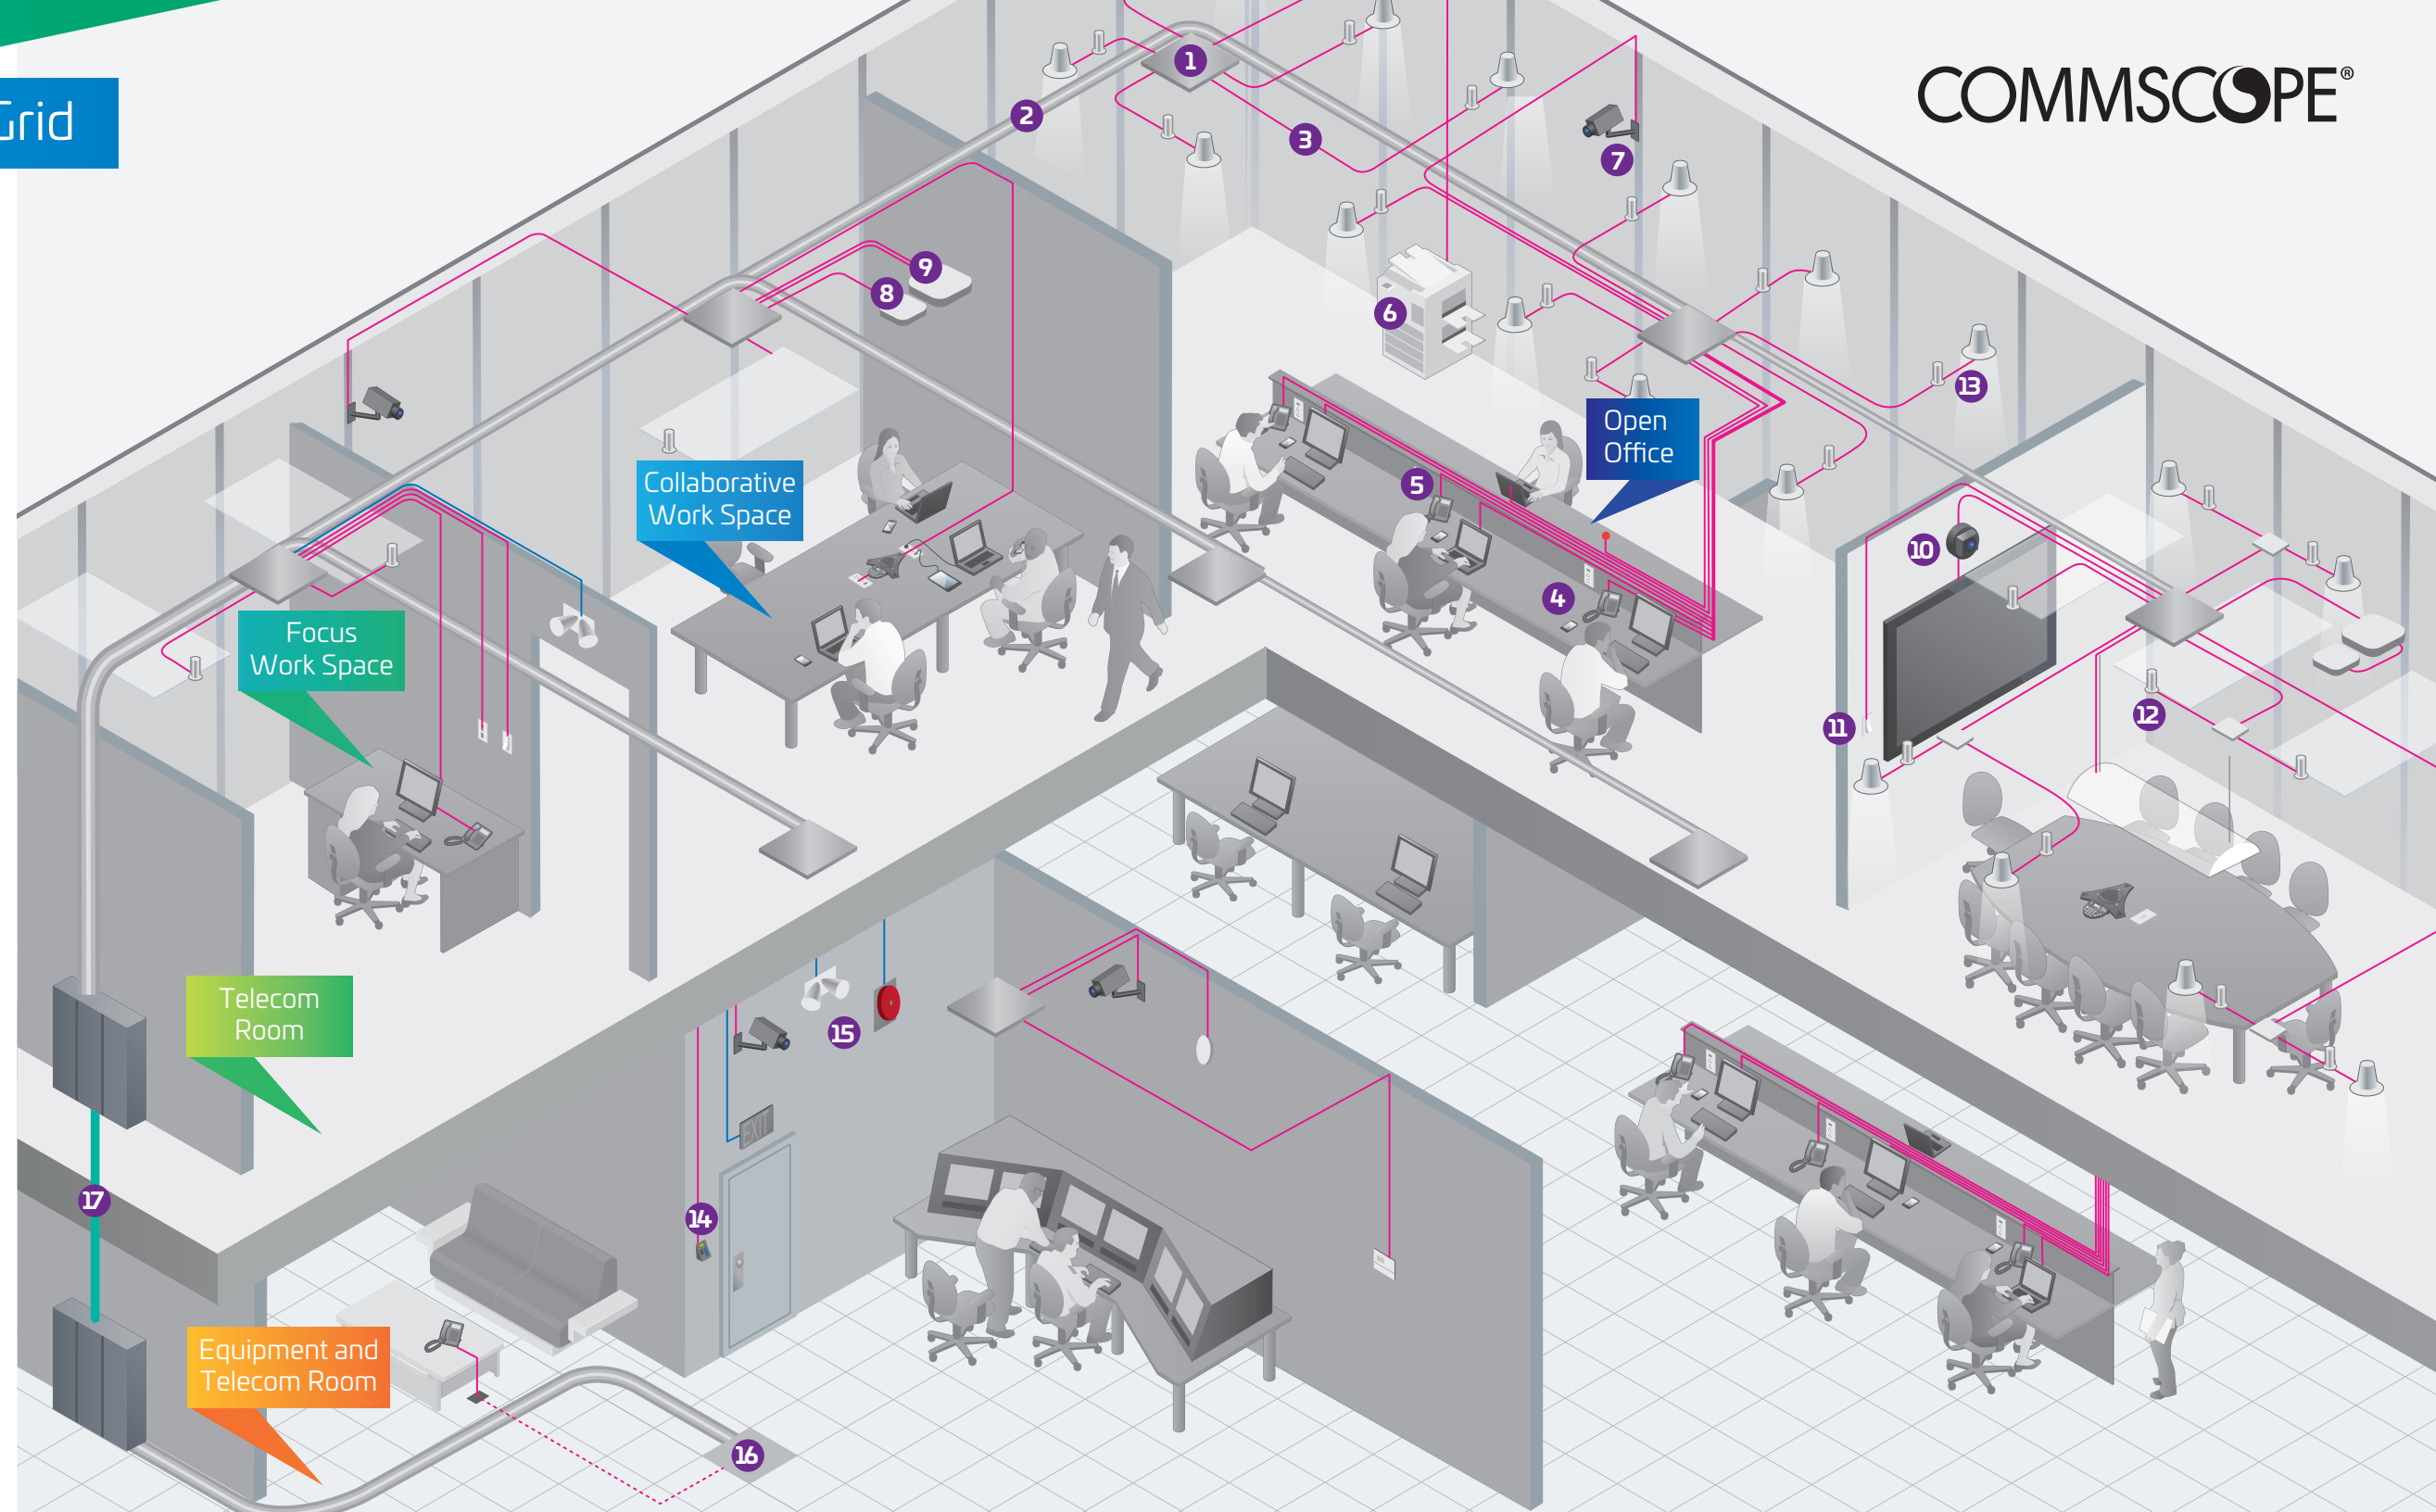 Grid
COMMSCOPE®
1
2
3
7
9
8
6
13
Open
Office
Collaborative
Work Space
5
10
4
Focus
Work Space
12
11
Telecom
Room
15
EXIT
17
14
Equipment and
Telecom Room
16